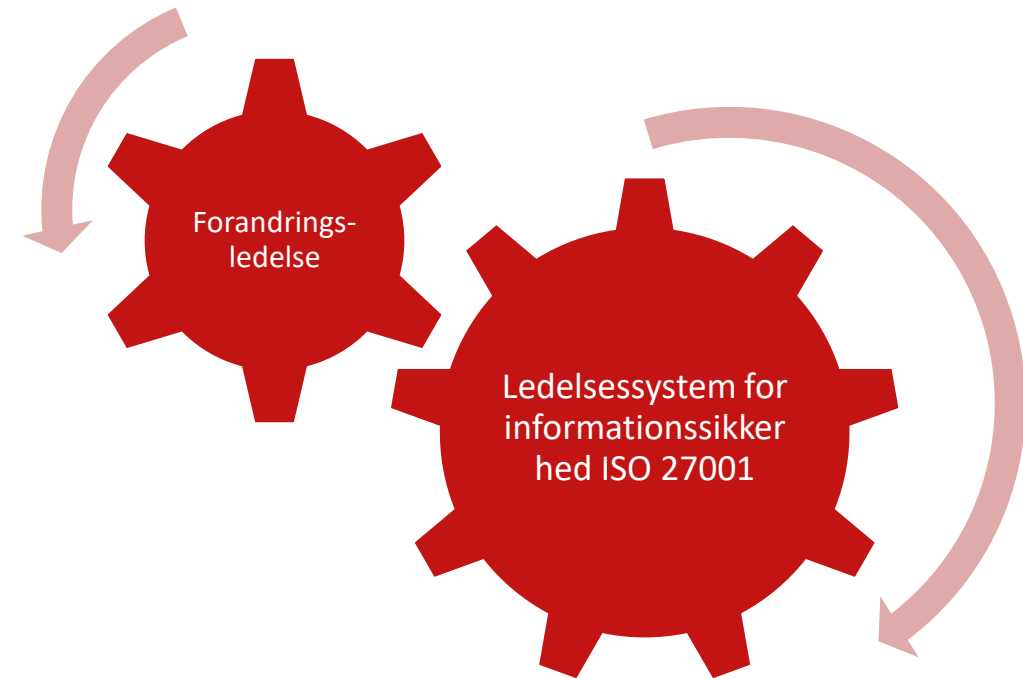 Forandrings-
ledelse
Ledelsessystem for
informationssikker
hed ISO 27001